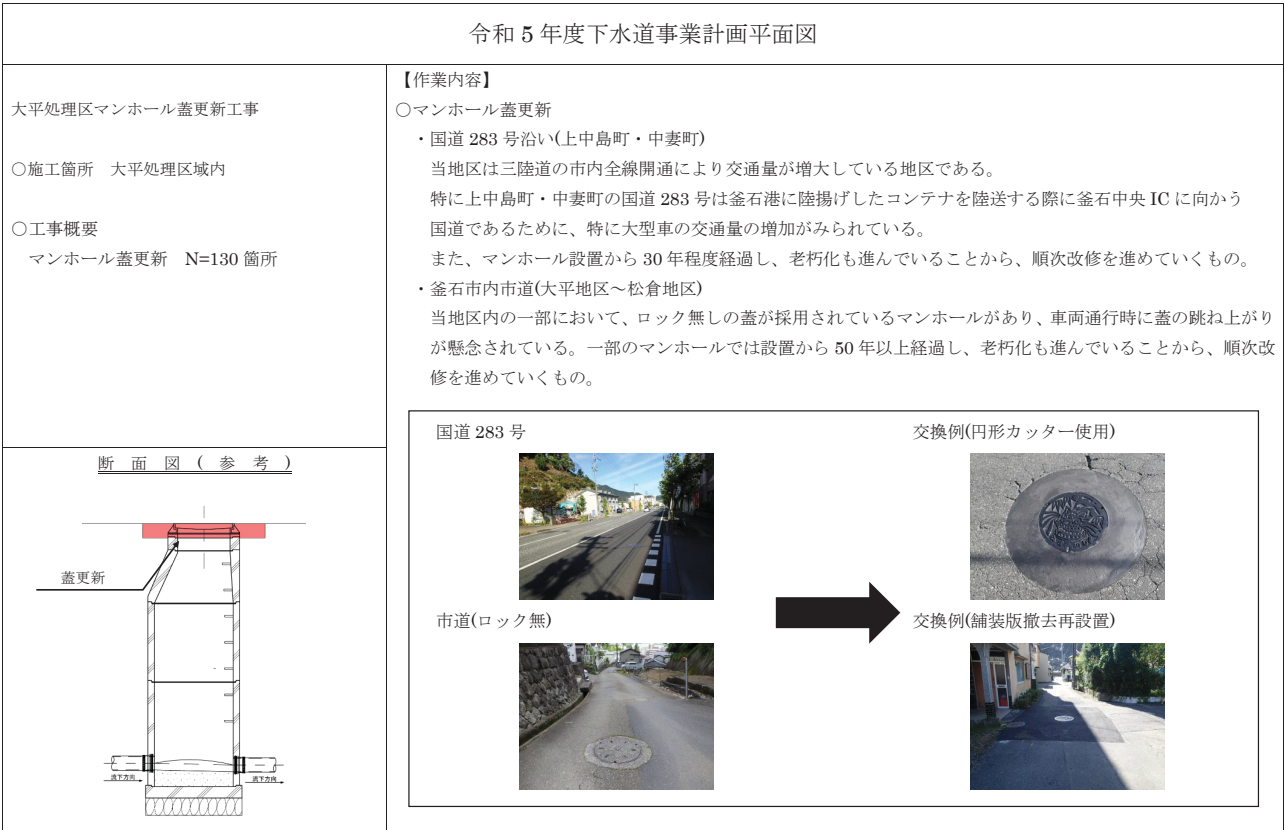 令和 5 年度下水道事業計画平面図
大平処理区マンホール蓋更新工事
○施工箇所　大平処理区域内
○工事概要
マンホール蓋更新　N=130 箇所
断 面 図 ( 参 考 )
蓋更新
流下方向
流下方向
【作業内容】
○マンホール蓋更新
・国道 283 号沿い(上中島町・中妻町)
当地区は三陸道の市内全線開通により交通量が増大している地区である。
特に上中島町・中妻町の国道 283 号は釜石港に陸揚げしたコンテナを陸送する際に釜石中央 IC に向かう
国道であるために、特に大型車の交通量の増加がみられている。
また、マンホール設置から 30 年程度経過し、老朽化も進んでいることから、順次改修を進めていくもの。
・釜石市内市道(大平地区～松倉地区)
当地区内の一部において、ロック無しの蓋が採用されているマンホールがあり、車両通行時に蓋の跳ね上がり
が懸念されている。一部のマンホールでは設置から 50 年以上経過し、老朽化も進んでいることから、順次改
修を進めていくもの。
国道 283 号
交換例(円形カッター使用)
市道(ロック無)
交換例(舗装版撤去再設置)